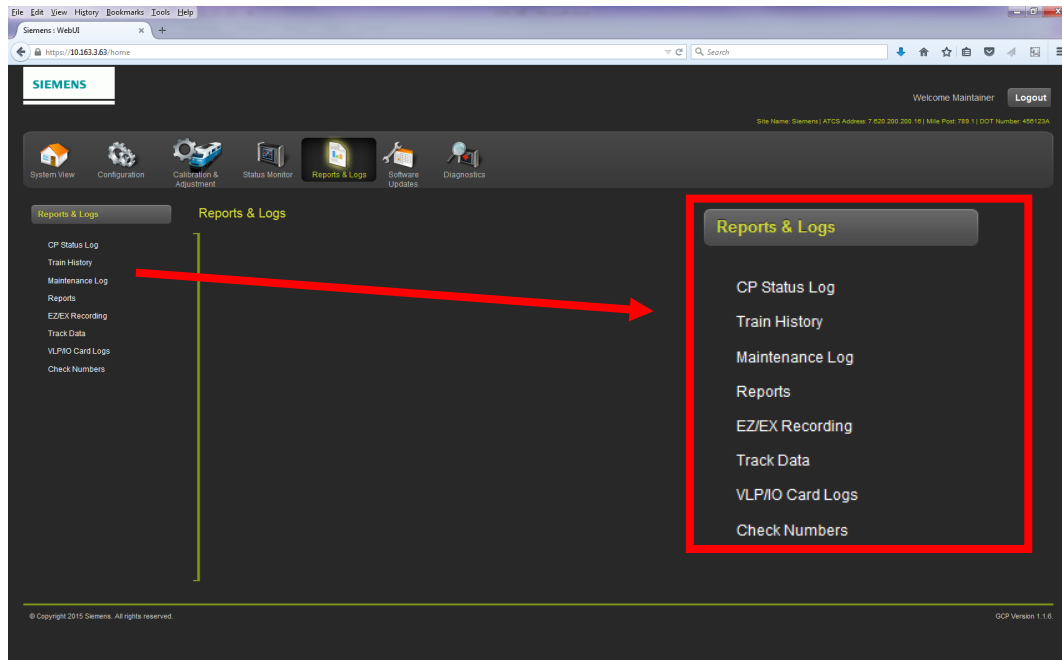 File Edit View History Bookmarks Tools Help
Siemens : WebUI × +
https://10.163.3.63/home Search
SIEMENS
Welcome Maintainer Logout
Site Name: Siemens | ATCS Address: 7.620.200.200.16 | Mile Post: 789.1 | DOT Number: 456123A
System View Configuration Calibration & Status Monitor Reports & Logs Software Diagnostics
Adjustment Updates
Reports & Logs
CP Status Log
Train History
Maintenance Log
Reports
EZ/EX Recording
Track Data
VLP/IO Card Logs
Check Numbers
Reports & Logs
Reports & Logs
CP Status Log
Train History
Maintenance Log
Reports
EZ/EX Recording
Track Data
VLP/IO Card Logs
Check Numbers
© Copyright 2015 Siemens. All rights reserved. GCP Version 1.1.6.